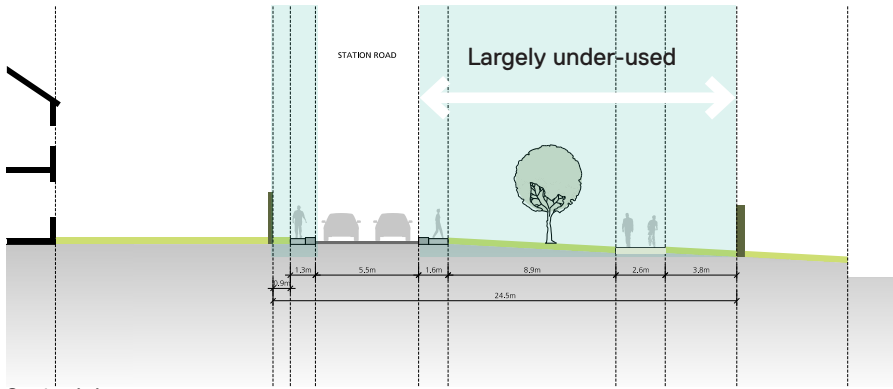 STATION ROAD
Largely under-used
1.3m
5.5m
1.6m
8.9m
2.6m
3.8m
0.9m
24.5m